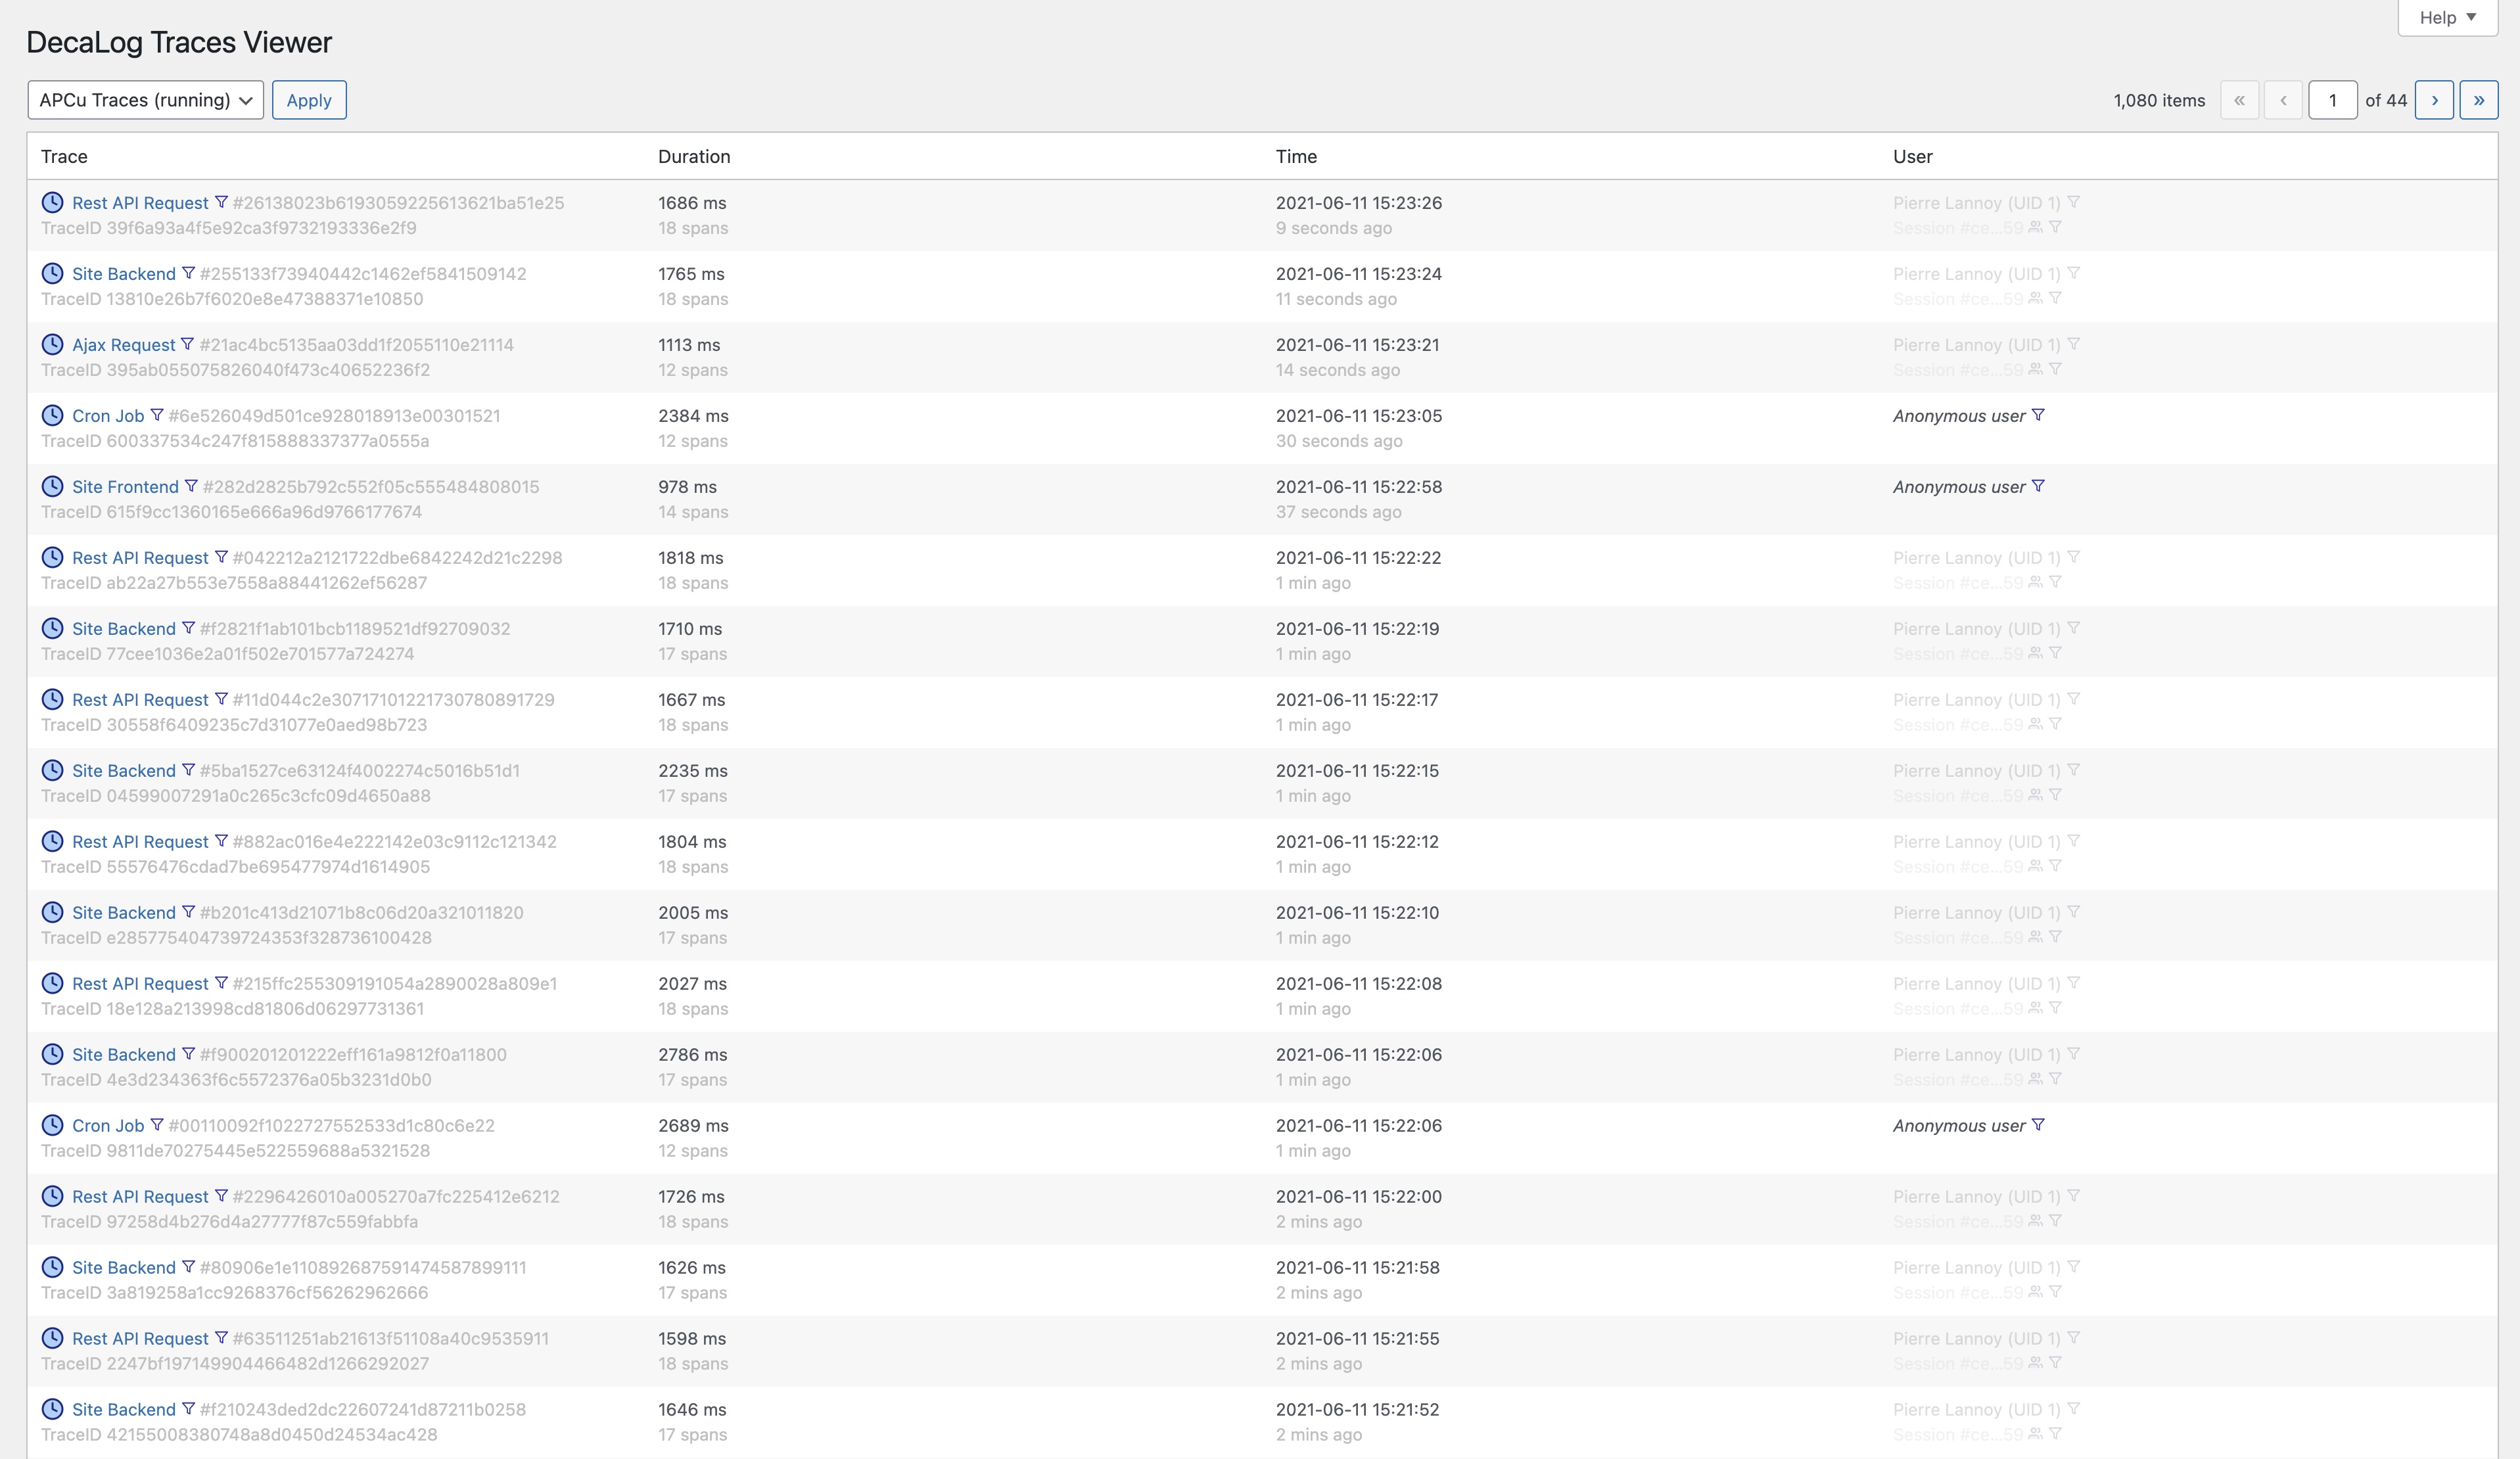 Help
DecaLog Traces Viewer
APCu Traces (running) Apply 1,080 items « ‹ 1 of 44 › »
Trace Duration Time User
Rest API Request #26138023b6193059225613621ba51e25 1686 ms 2021-06-11 15:23:26 Pierre Lannoy (UID 1)
TraceID 39f6a93a4f5e92ca3f9732193336e2f9 18 spans 9 seconds ago Session #ce...59
Site Backend #255133f73940442c1462ef5841509142 1765 ms 2021-06-11 15:23:24 Pierre Lannoy (UID 1)
TraceID 13810e26b7f6020e8e47388371e10850 18 spans 11 seconds ago Session #ce...59
Ajax Request #21ac4bc5135aa03dd1f2055110e21114 1113 ms 2021-06-11 15:23:21 Pierre Lannoy (UID 1)
TraceID 395ab055075826040f473c40652236f2 12 spans 14 seconds ago Session #ce...59
Cron Job #6e526049d501ce928018913e00301521 2384 ms 2021-06-11 15:23:05 Anonymous user
TraceID 600337534c247f815888337377a0555a 12 spans 30 seconds ago
Site Frontend #282d2825b792c552f05c555484808015 978 ms 2021-06-11 15:22:58 Anonymous user
TraceID 615f9cc1360165e666a96d9766177674 14 spans 37 seconds ago
Rest API Request #042212a2121722dbe6842242d21c2298 1818 ms 2021-06-11 15:22:22 Pierre Lannoy (UID 1)
TraceID ab22a27b553e7558a88441262ef56287 18 spans 1 min ago Session #ce...59
Site Backend #f2821f1ab101bcb1189521df92709032 1710 ms 2021-06-11 15:22:19 Pierre Lannoy (UID 1)
TraceID 77cee1036e2a01f502e701577a724274 17 spans 1 min ago Session #ce...59
Rest API Request #11d044c2e30717101221730780891729 1667 ms 2021-06-11 15:22:17 Pierre Lannoy (UID 1)
TraceID 30558f6409235c7d31077e0aed98b723 18 spans 1 min ago Session #ce...59
Site Backend #5ba1527ce63124f4002274c5016b51d1 2235 ms 2021-06-11 15:22:15 Pierre Lannoy (UID 1)
TraceID 04599007291a0c265c3cfc09d4650a88 17 spans 1 min ago Session #ce...59
Rest API Request #882ac016e4e222142e03c9112c121342 1804 ms 2021-06-11 15:22:12 Pierre Lannoy (UID 1)
TraceID 55576476cdad7be695477974d1614905 18 spans 1 min ago Session #ce...59
Site Backend #b201c413d21071b8c06d20a321011820 2005 ms 2021-06-11 15:22:10 Pierre Lannoy (UID 1)
TraceID e285775404739724353f328736100428 17 spans 1 min ago Session #ce...59
Rest API Request #215ffc255309191054a2890028a809e1 2027 ms 2021-06-11 15:22:08 Pierre Lannoy (UID 1)
TraceID 18e128a213998cd81806d06297731361 18 spans 1 min ago Session #ce...59
Site Backend #f900201201222eff161a9812f0a11800 2786 ms 2021-06-11 15:22:06 Pierre Lannoy (UID 1)
TraceID 4e3d234363f6c5572376a05b3231d0b0 17 spans 1 min ago Session #ce...59
Cron Job #00110092f1022727552533d1c80c6e22 2689 ms 2021-06-11 15:22:06 Anonymous user
TraceID 9811de70275445e522559688a5321528 12 spans 1 min ago
Rest API Request #2296426010a005270a7fc225412e6212 1726 ms 2021-06-11 15:22:00 Pierre Lannoy (UID 1)
TraceID 97258d4b276d4a27777f87c559fabbfa 18 spans 2 mins ago Session #ce...59
Site Backend #80906e1e110892687591474587899111 1626 ms 2021-06-11 15:21:58 Pierre Lannoy (UID 1)
TraceID 3a819258a1cc9268376cf56262962666 17 spans 2 mins ago Session #ce...59
Rest API Request #63511251ab21613f51108a40c9535911 1598 ms 2021-06-11 15:21:55 Pierre Lannoy (UID 1)
TraceID 2247bf197149904466482d1266292027 18 spans 2 mins ago Session #ce...59
Site Backend #f210243ded2dc22607241d87211b0258 1646 ms 2021-06-11 15:21:52 Pierre Lannoy (UID 1)
TraceID 42155008380748a8d0450d24534ac428 17 spans 2 mins ago Session #ce...59